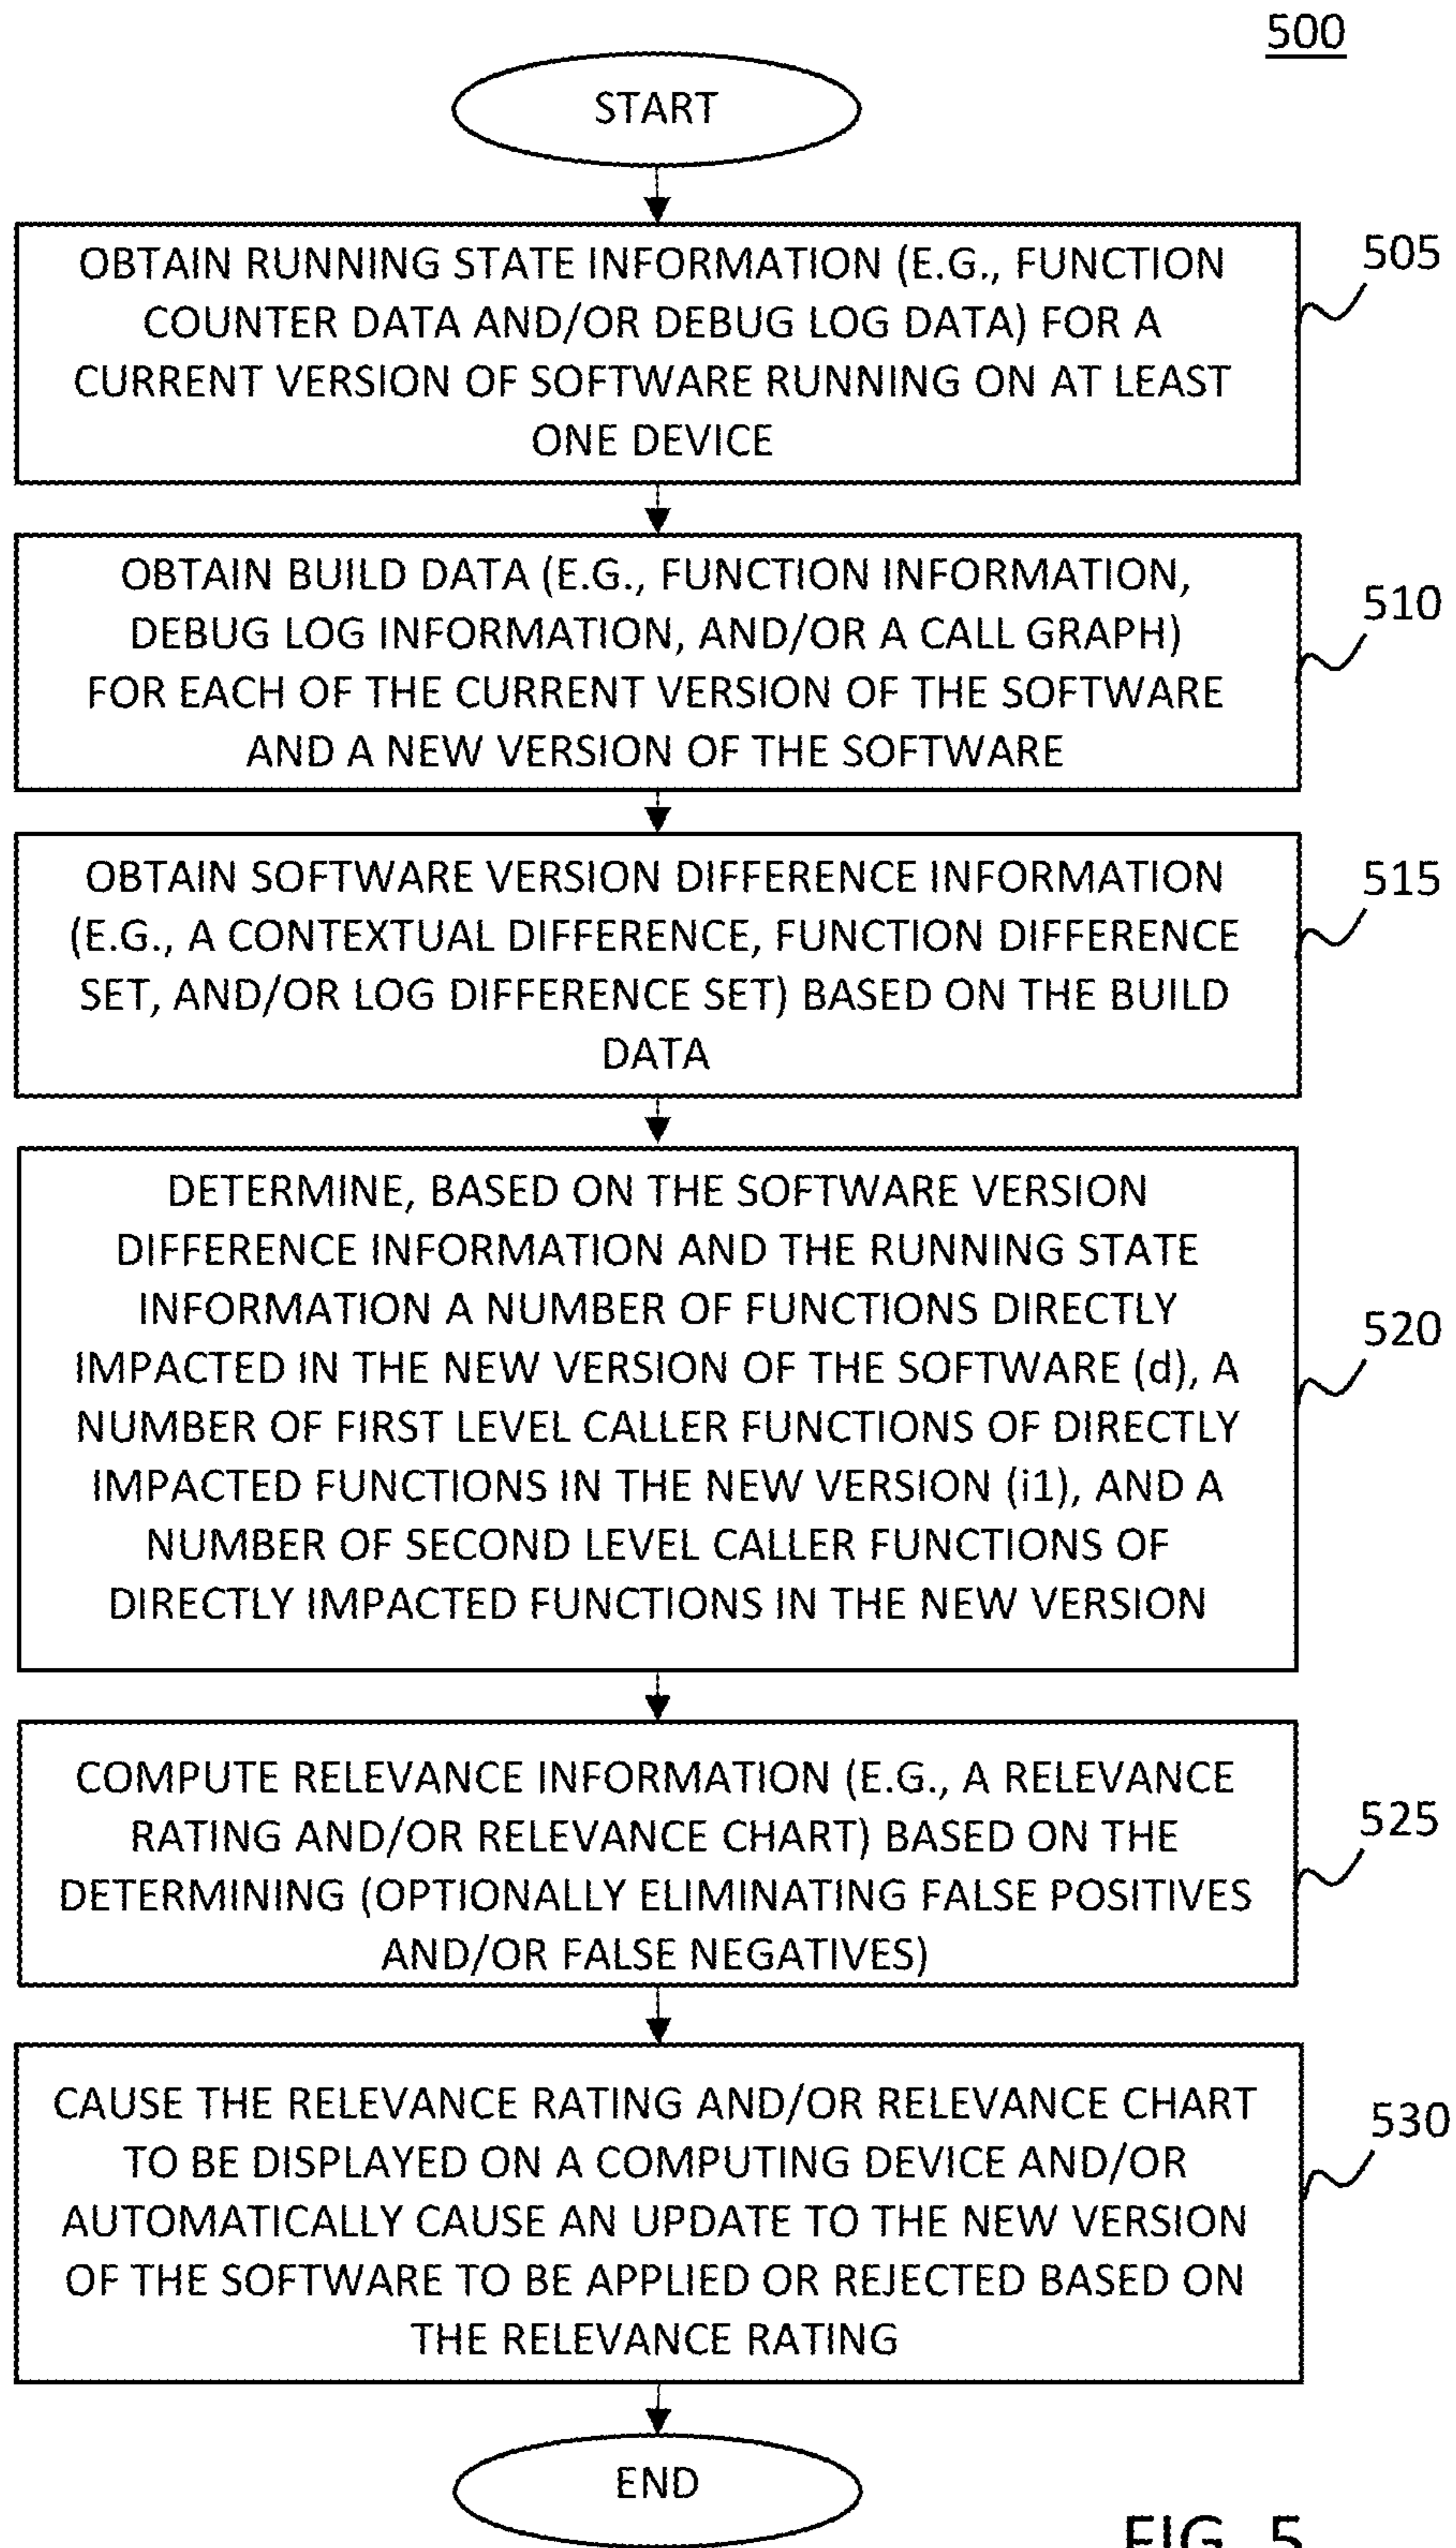 500
START
OBTAIN RUNNING STATE INFORMATION (E.G., FUNCTION
COUNTER DATA AND/OR DEBUG LOG DATA) FOR A
CURRENT VERSION OF SOFTWARE RUNNING ON AT LEAST
ONE DEVICE
505
OBTAIN BUILD DATA (E.G., FUNCTION INFORMATION,
DEBUG LOG INFORMATION, AND/OR A CALL GRAPH)
FOR EACH OF THE CURRENT VERSION OF THE SOFTWARE
AND A NEW VERSION OF THE SOFTWARE
510
OBTAIN SOFTWARE VERSION DIFFERENCE INFORMATION
(E.G., A CONTEXTUAL DIFFERENCE, FUNCTION DIFFERENCE
SET, AND/OR LOG DIFFERENCE SET) BASED ON THE BUILD
DATA
515
DETERMINE, BASED ON THE SOFTWARE VERSION
DIFFERENCE INFORMATION AND THE RUNNING STATE
INFORMATION A NUMBER OF FUNCTIONS DIRECTLY
IMPACTED IN THE NEW VERSION OF THE SOFTWARE (d), A
NUMBER OF FIRST LEVEL CALLER FUNCTIONS OF DIRECTLY
IMPACTED FUNCTIONS IN THE NEW VERSION (i1), AND A
NUMBER OF SECOND LEVEL CALLER FUNCTIONS OF
DIRECTLY IMPACTED FUNCTIONS IN THE NEW VERSION
520
COMPUTE RELEVANCE INFORMATION (E.G., A RELEVANCE
RATING AND/OR RELEVANCE CHART) BASED ON THE
DETERMINING (OPTIONALLY ELIMINATING FALSE POSITIVES
AND/OR FALSE NEGATIVES)
525
CAUSE THE RELEVANCE RATING AND/OR RELEVANCE CHART
TO BE DISPLAYED ON A COMPUTING DEVICE AND/OR
AUTOMATICALLY CAUSE AN UPDATE TO THE NEW VERSION
OF THE SOFTWARE TO BE APPLIED OR REJECTED BASED ON
THE RELEVANCE RATING
530
END
FIG. 5